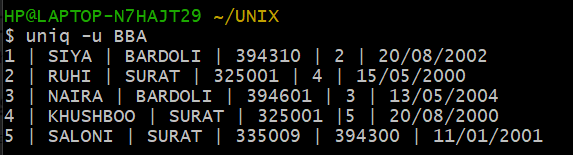 HP@LAPTOP-N7HAJT29 ~/UNIX
$ uniq -u BBA
1 | SIYA | BARDOLI | 394310 | 2 | 20/08/2002
2 | RUHI | SURAT | 325001 | 4 | 15/05/2000
3 | NAIRA | BARDOLI | 394601 | 3 | 13/05/2004
4 | KHUSHBOO | SURAT | 325001 |5 | 20/08/2000
5 | SALONI | SURAT | 335009 | 394300 | 11/01/2001